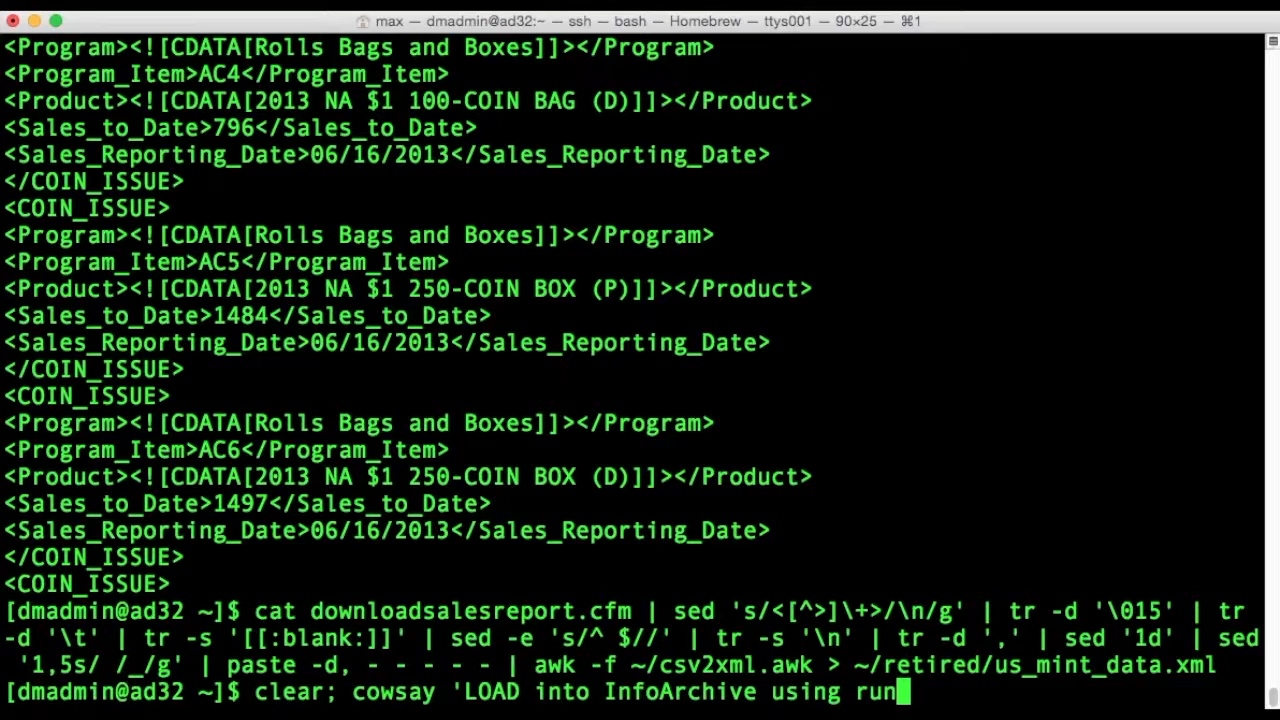 max — dmadmin@ad32:~ — ssh — bash — Homebrew — ttys001 — 90×25 — ⌘1
<Program><![CDATA[Rolls Bags and Boxes]]></Program>
<Program_Item>AC4</Program_Item>
<Product><![CDATA[2013 NA $1 100-COIN BAG (D)]]></Product>
<Sales_to_Date>796</Sales_to_Date>
<Sales_Reporting_Date>06/16/2013</Sales_Reporting_Date>
</COIN_ISSUE>
<COIN_ISSUE>
<Program><![CDATA[Rolls Bags and Boxes]]></Program>
<Program_Item>AC5</Program_Item>
<Product><![CDATA[2013 NA $1 250-COIN BOX (P)]]></Product>
<Sales_to_Date>1484</Sales_to_Date>
<Sales_Reporting_Date>06/16/2013</Sales_Reporting_Date>
</COIN_ISSUE>
<COIN_ISSUE>
<Program><![CDATA[Rolls Bags and Boxes]]></Program>
<Program_Item>AC6</Program_Item>
<Product><![CDATA[2013 NA $1 250-COIN BOX (D)]]></Product>
<Sales_to_Date>1497</Sales_to_Date>
<Sales_Reporting_Date>06/16/2013</Sales_Reporting_Date>
</COIN_ISSUE>
<COIN_ISSUE>
[dmadmin@ad32 ~]$ cat downloadsalesreport.cfm | sed 's/<[^>]\+>/\n/g' | tr -d '\015' | tr
-d '\t' | tr -s '[[:blank:]]' | sed -e 's/^ $//' | tr -s '\n' | tr -d ',' | sed '1d' | sed
'1,5s/ /_/g' | paste -d, - - - - - | awk -f ~/csv2xml.awk > ~/retired/us_mint_data.xml
[dmadmin@ad32 ~]$ clear; cowsay 'LOAD into InfoArchive using run